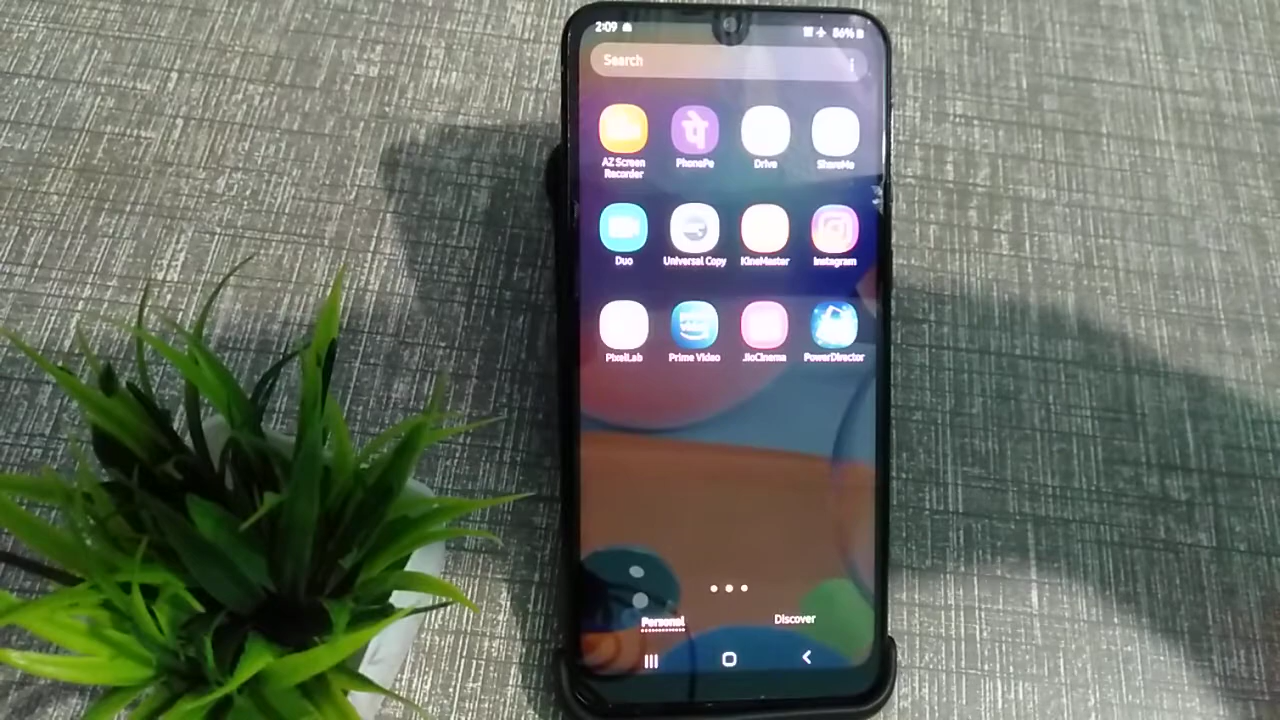 2:09
86%
Search
AZ Screen
Recorder
PhonePe
Drive
ShareMe
Duo
Universal Copy
KineMaster
Instagram
PixelLab
Prime Video
JioCinema
PowerDirector
Personal
Discover